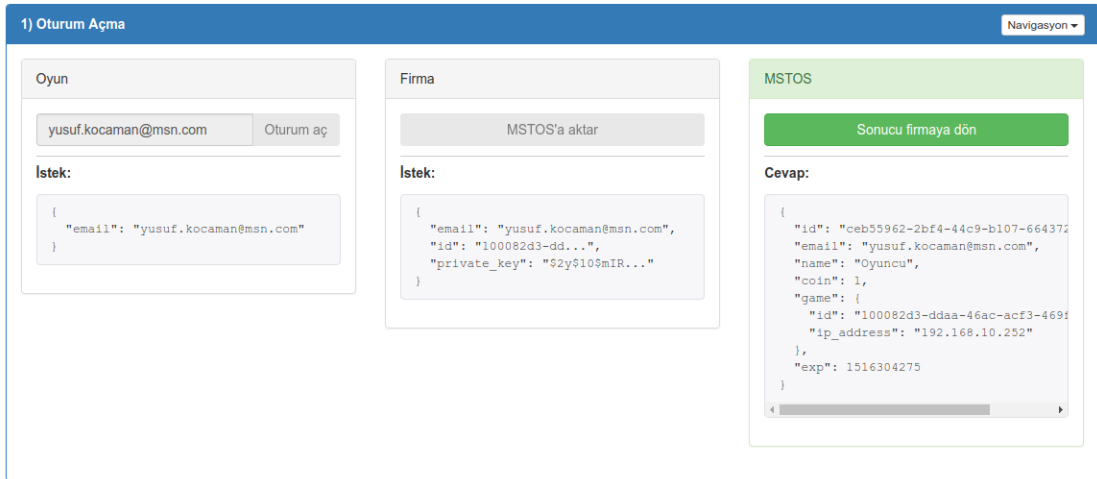 1) Oturum Açma
Navigasyon
Oyun
yusuf.kocaman@msn.com
Oturum aç
İstek:
{
"email": "yusuf.kocaman@msn.com"
}
Firma
MSTOS'a aktar
İstek:
{
"email": "yusuf.kocaman@msn.com",
"id": "100082d3-dd...",
"private_key": "$2y$10$mIR..."
}
MSTOS
Sonucu firmaya dön
Cevap:
{
"id": "ceb55962-2bf4-44c9-b107-664372
"email": "yusuf.kocaman@msn.com",
"name": "Oyuncu",
"coin": 1,
"game": {
"id": "100082d3-ddaa-46ac-acf3-469f
"ip_address": "192.168.10.252"
},
"exp": 1516304275
}